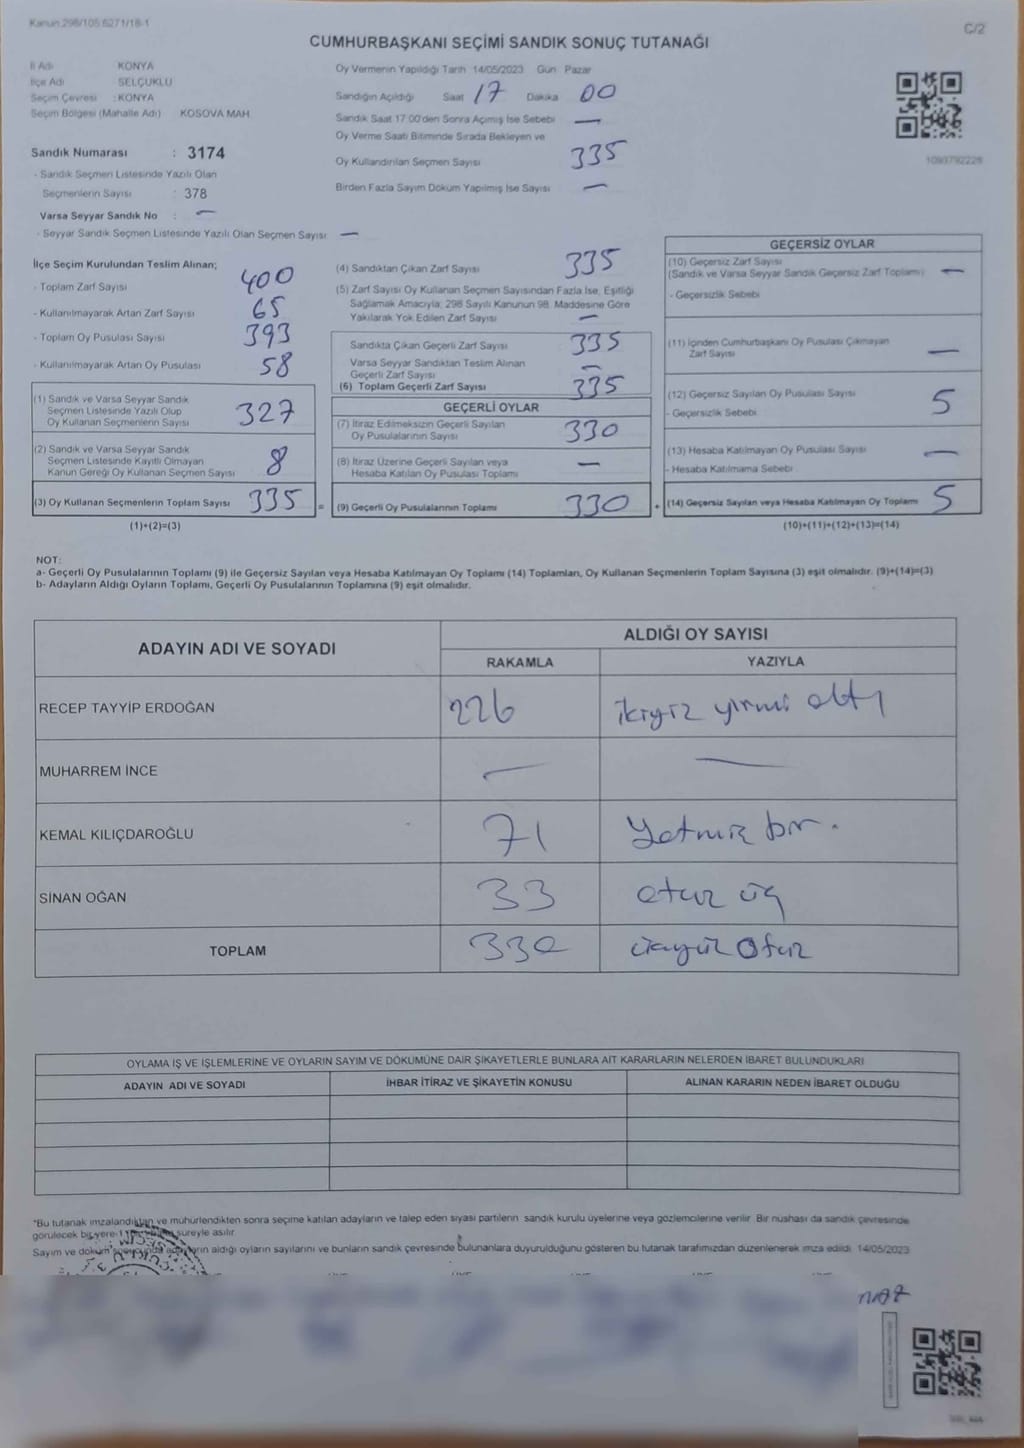 Kanun 298/105 6271/18-1
C/2
CUMHURBAŞKANI SEÇİMİ SANDIK SONUÇ TUTANAĞI
İl Adı KONYA
İlçe Adı SELÇUKLU
Seçim Çevresi : KONYA
Seçim Bölgesi (Mahalle Adı) KOSOVA MAH.
Sandık Numarası : 3174
- Sandık Seçmen Listesinde Yazılı Olan
Seçmenlerin Sayısı : 378
Varsa Seyyar Sandık No : —
- Seyyar Sandık Seçmen Listesinde Yazılı Olan Seçmen Sayısı —
Oy Vermenin Yapıldığı Tarih 14/05/2023 Gün Pazar
Sandığın Açıldığı Saat 17 Dakika 00
Sandık Saat 17:00'den Sonra Açılmış İse Sebebi —
Oy Verme Saati Bitiminde Sırada Bekleyen ve
Oy Kullandırılan Seçmen Sayısı 335
Birden Fazla Sayım Döküm Yapılmış İse Sayısı —
1093792228
İlçe Seçim Kurulundan Teslim Alınan;
- Toplam Zarf Sayısı 400
- Kullanılmayarak Artan Zarf Sayısı 65
- Toplam Oy Pusulası Sayısı 393
- Kullanılmayarak Artan Oy Pusulası 58
(1) Sandık ve Varsa Seyyar Sandık
Seçmen Listesinde Yazılı Olup
Oy Kullanan Seçmenlerin Sayısı 327
(2) Sandık ve Varsa Seyyar Sandık
Seçmen Listesinde Kayıtlı Olmayan
Kanun Gereği Oy Kullanan Seçmen Sayısı 8
(3) Oy Kullanan Seçmenlerin Toplam Sayısı 335 =
(1)+(2)=(3)
(4) Sandıktan Çıkan Zarf Sayısı 335
(5) Zarf Sayısı Oy Kullanan Seçmen Sayısından Fazla İse, Eşitliği
Sağlamak Amacıyla, 298 Sayılı Kanunun 98. Maddesine Göre
Yakılarak Yok Edilen Zarf Sayısı —
Sandıkta Çıkan Geçerli Zarf Sayısı 335
Varsa Seyyar Sandıktan Teslim Alınan
Geçerli Zarf Sayısı —
(6) Toplam Geçerli Zarf Sayısı 335
GEÇERLİ OYLAR
(7) İtiraz Edilmeksizin Geçerli Sayılan
Oy Pusulalarının Sayısı 330
(8) İtiraz Üzerine Geçerli Sayılan veya
Hesaba Katılan Oy Pusulası Toplamı —
(9) Geçerli Oy Pusulalarının Toplamı 330 +
GEÇERSİZ OYLAR
(10) Geçersiz Zarf Sayısı
(Sandık ve Varsa Seyyar Sandık Geçersiz Zarf Toplamı) —
- Geçersizlik Sebebi
(11) İçinden Cumhurbaşkanı Oy Pusulası Çıkmayan
Zarf Sayısı —
(12) Geçersiz Sayılan Oy Pusulası Sayısı 5
- Geçersizlik Sebebi
(13) Hesaba Katılmayan Oy Pusulası Sayısı —
- Hesaba Katılmama Sebebi
(14) Geçersiz Sayılan veya Hesaba Katılmayan Oy Toplamı 5
(10)+(11)+(12)+(13)=(14)
NOT:
a- Geçerli Oy Pusulalarının Toplamı (9) ile Geçersiz Sayılan veya Hesaba Katılmayan Oy Toplamı (14) Toplamları, Oy Kullanan Seçmenlerin Toplam Sayısına (3) eşit olmalıdır. (9)+(14)=(3)
b- Adayların Aldığı Oyların Toplamı, Geçerli Oy Pusulalarının Toplamına (9) eşit olmalıdır.
ADAYIN ADI VE SOYADI
ALDIĞI OY SAYISI
RAKAMLA YAZIYLA
RECEP TAYYİP ERDOĞAN 226 ikiyüz yirmi altı
MUHARREM İNCE — —
KEMAL KILIÇDAROĞLU 71 Yetmiş bir.
SİNAN OĞAN 33 otuz üç
TOPLAM 330 üçyüz Otuz
OYLAMA İŞ VE İŞLEMLERİNE VE OYLARIN SAYIM VE DÖKÜMÜNE DAİR ŞİKAYETLERLE BUNLARA AİT KARARLARIN NELERDEN İBARET BULUNDUKLARI
ADAYIN ADI VE SOYADI İHBAR İTİRAZ VE ŞİKAYETİN KONUSU ALINAN KARARIN NEDEN İBARET OLDUĞU
*Bu tutanak imzalandıktan ve mühürlendikten sonra seçime katılan adayların ve talep eden siyasi partilerin sandık kurulu üyelerine veya gözlemcilerine verilir. Bir nüshası da sandık çevresinde
görülecek bir yere süreyle asılır.
Sayım ve döküm sonucunda adayların aldığı oyların sayılarını ve bunların sandık çevresinde bulunanlara duyurulduğunu gösteren bu tutanak tarafımızdan düzenlenerek imza edildi 14/05/2023